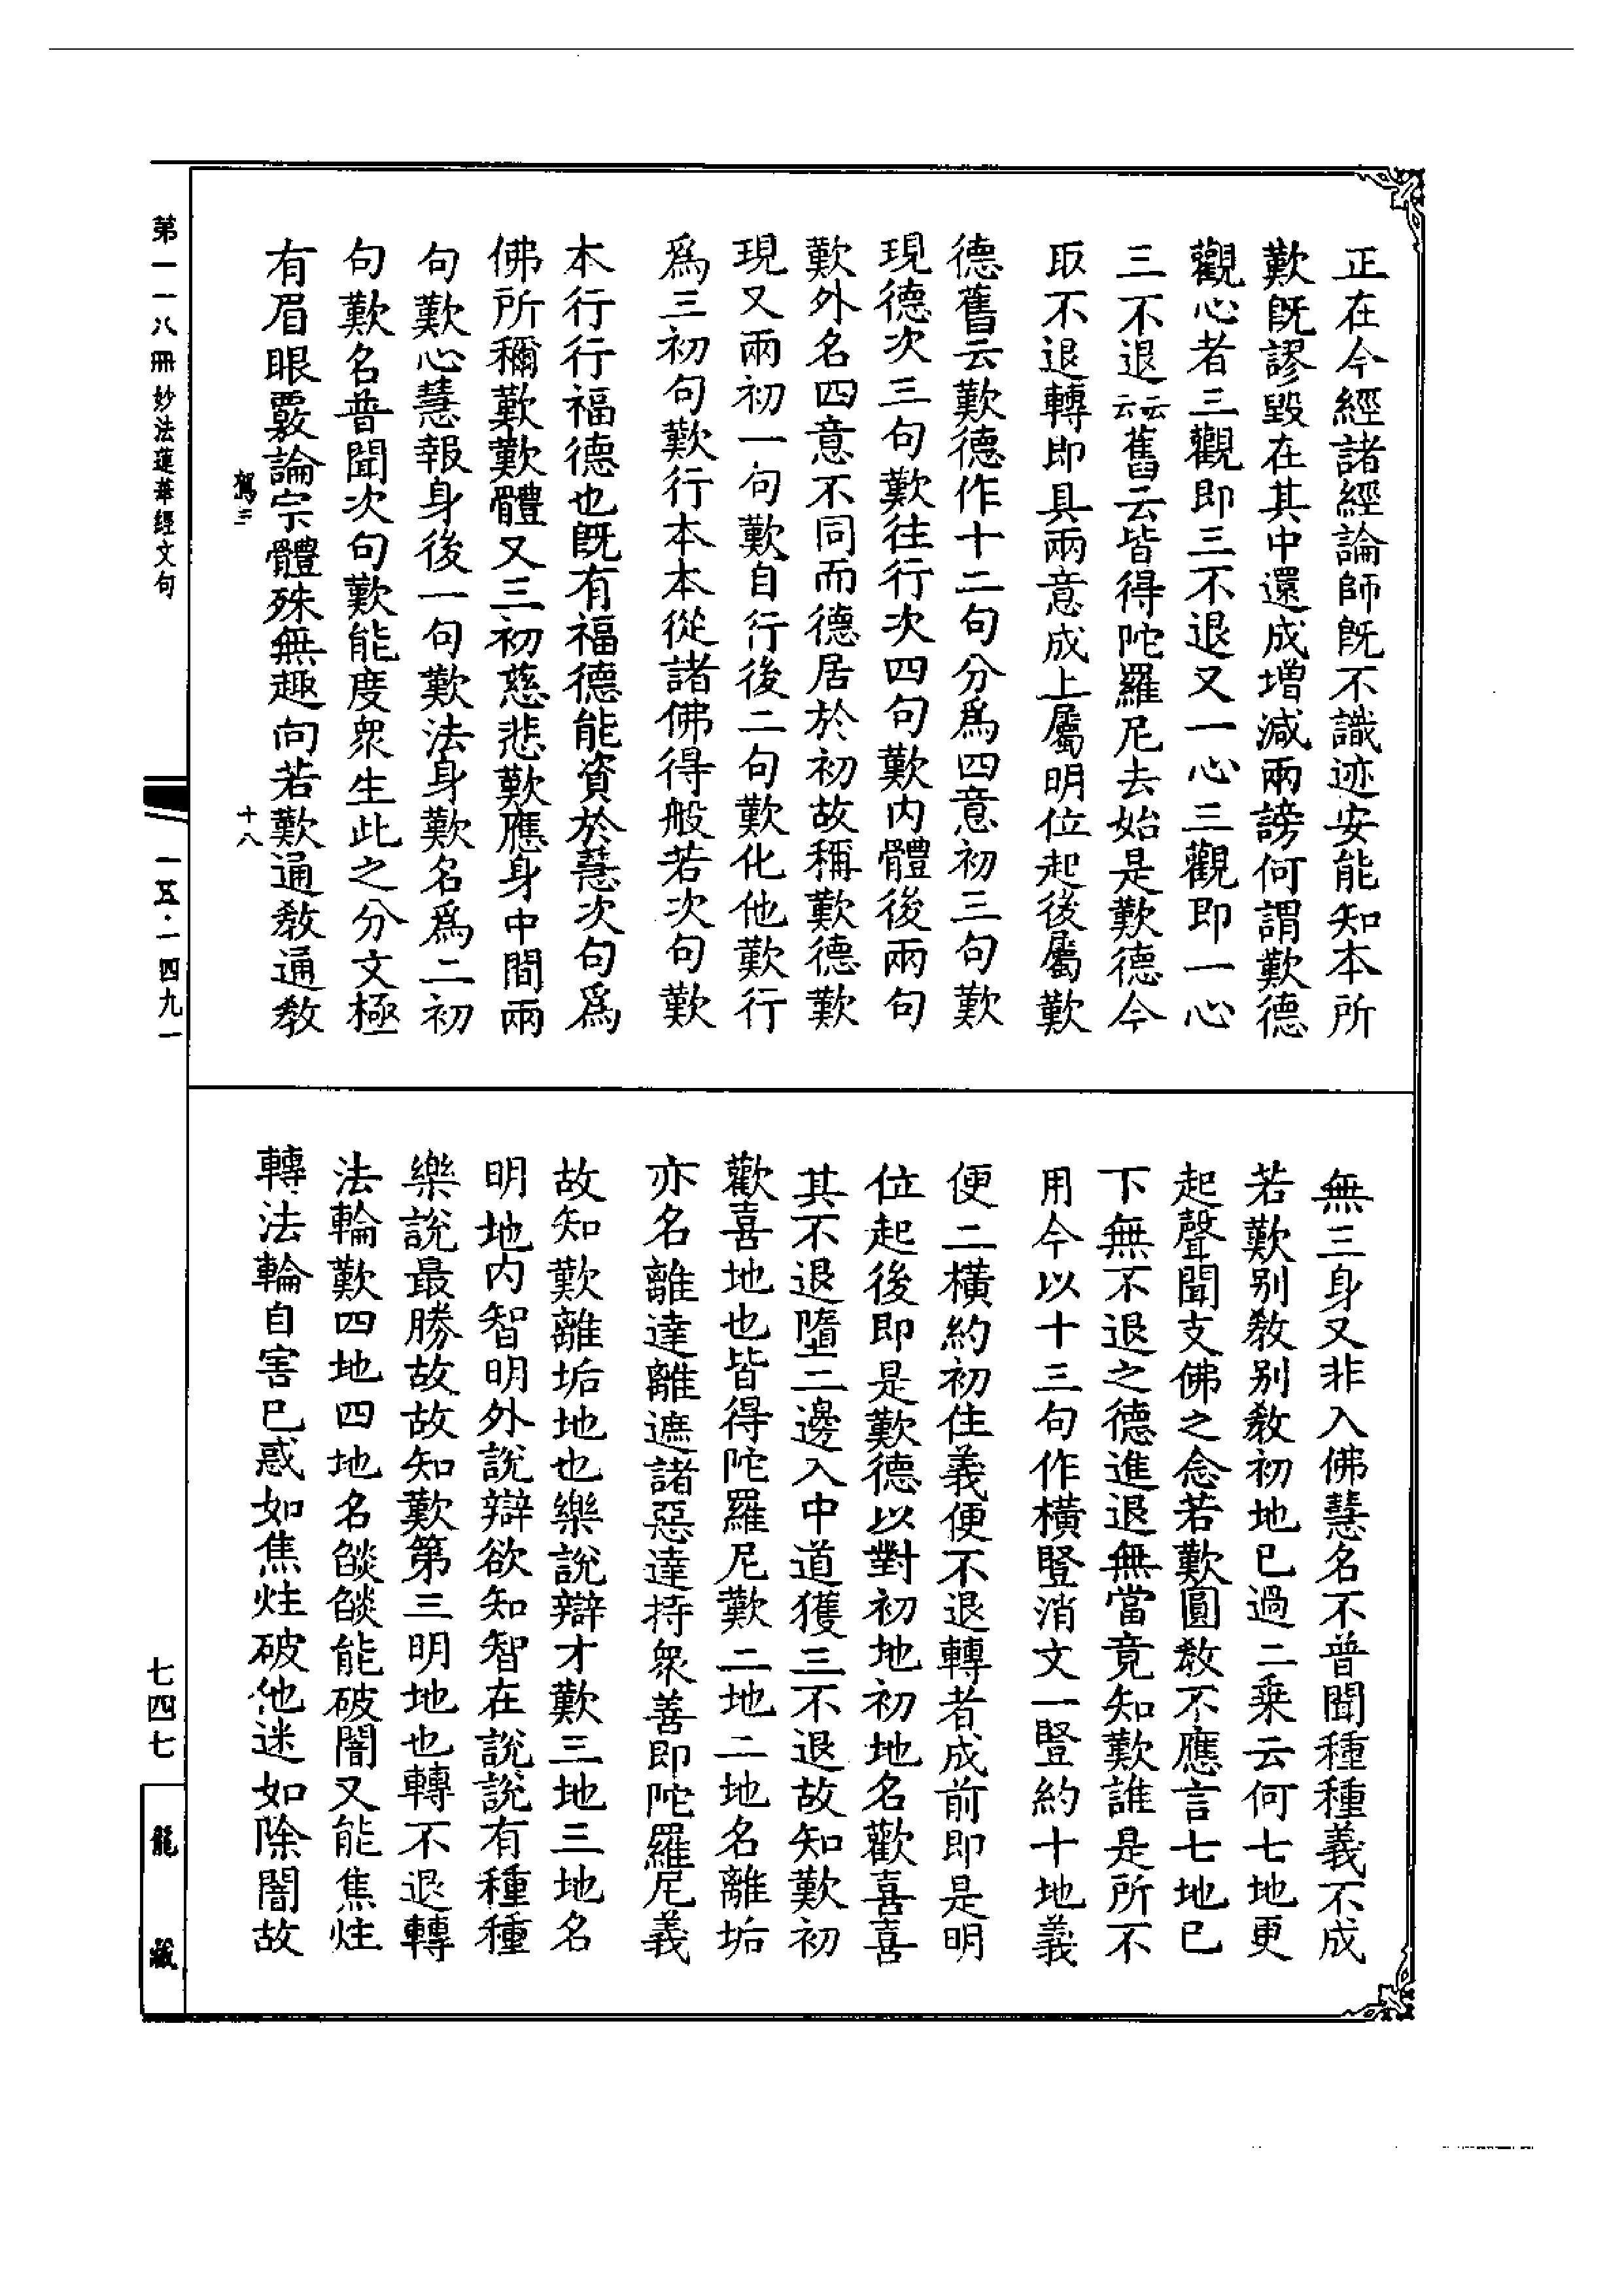 正在今經諸經論師既不識迹安能知本所
歎既謬毀在其中還成增減兩謗何謂歎德
觀心者三觀即三不退又一心三觀即一心
三不退云云舊云皆得陀羅尼去始是歎德今
取不退轉即具兩意成上屬明位起後屬歎
德舊云歎德作十二句分爲四意初三句歎
現德次三句歎往行次四句歎内體後兩句
歎外名四意不同而德居於初故稱歎德歎
現又兩初一句歎自行後二句歎化他歎行
爲三初句歎行本本從諸佛得般若次句歎
本行行福德也既有福德能資於慧次句爲
佛所稱歎歎體又三初慈悲歎應身中間兩
句歎心慧報身後一句歎法身歎名爲二初
句歎名普聞次句歎能度衆生此之分文極
有眉眼覈論宗體殊無趣向若歎通教通教
駕三
十八
無三身又非入佛慧名不普聞種種義不成
若歎别教别教初地已過二乘云何七地更
起聲聞支佛之念若歎圓教不應言七地已
下無不退之德進退無當竟知歎誰是所不
用今以十三句作橫豎消文一豎約十地義
便二橫約初住義便不退轉者成前即是明
位起後即是歎德以對初地初地名歡喜喜
其不退墮二邊入中道獲三不退故知歎初
歡喜地也皆得陀羅尼歎二地二地名離垢
亦名離達離遮諸惡達持衆善即陀羅尼義
故知歎離垢地也樂說辯才歎三地三地名
明地内智明外說辯欲知智在說說有種種
樂說最勝故故知歎第三明地也轉不退轉
法輪歎四地四地名燄燄能破闇又能焦炷
轉法輪自害已惑如焦炷破他迷如除闇故
第一一八冊 妙法蓮華經文句
一五·一四九一
七四七
龍藏